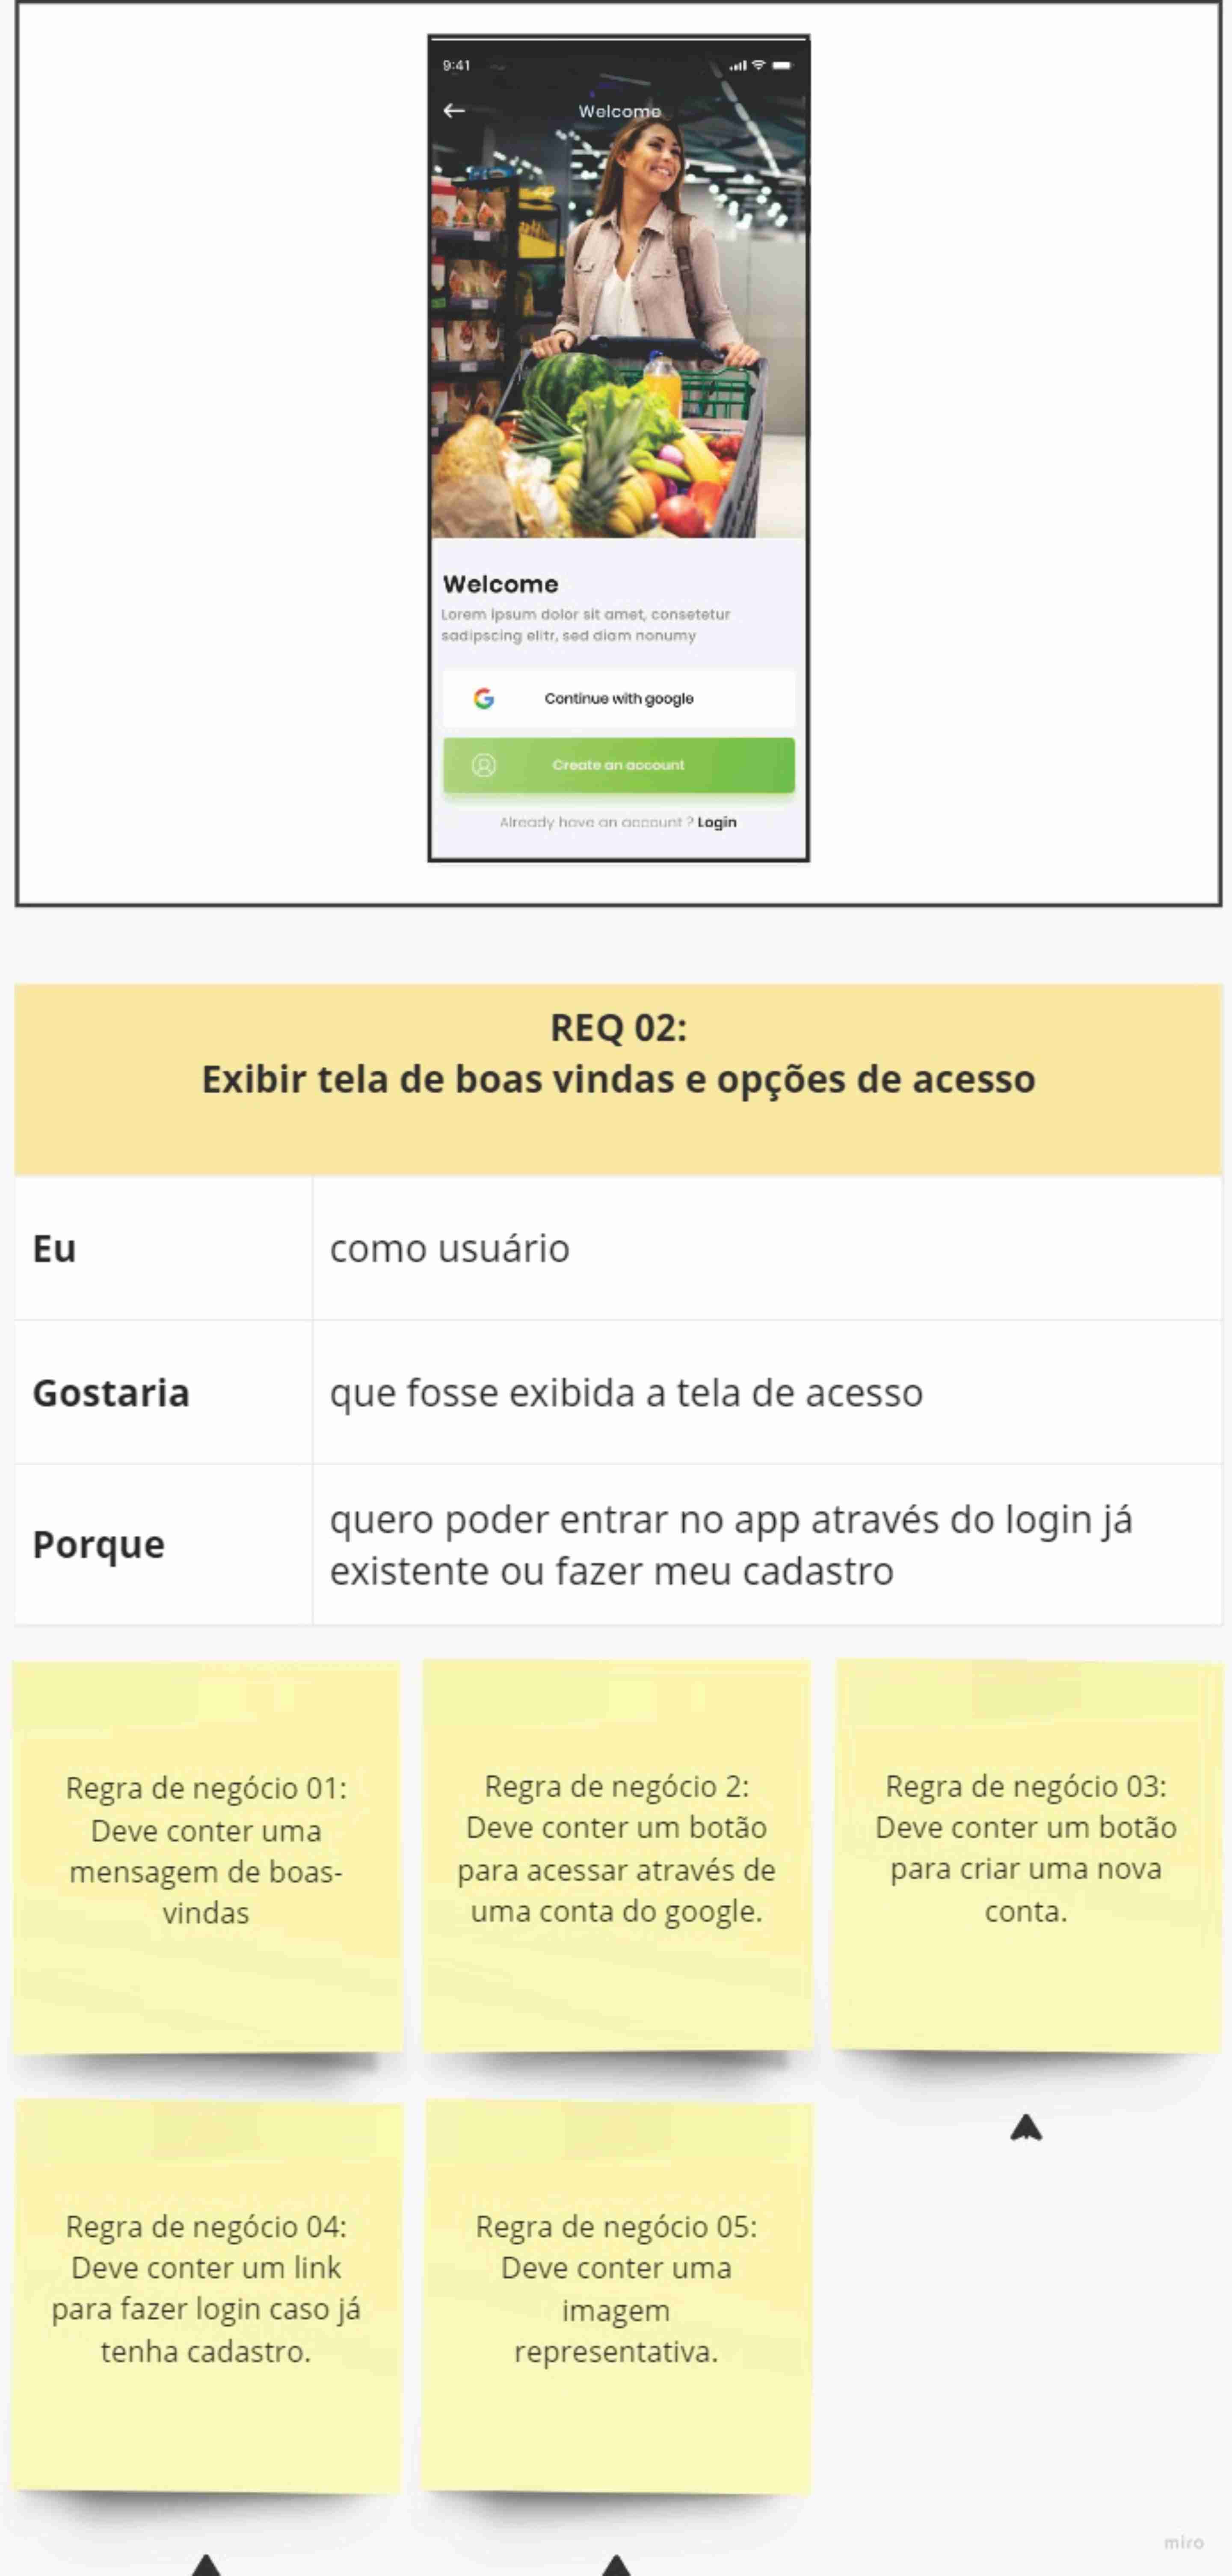 9:41
Welcome
Welcome
Lorem ipsum dolor sit amet, consetetur
sadipscing elitr, sed diam nonumy
Continue with google
Create an account
Already have an account ? Login
REQ 02:
Exibir tela de boas vindas e opções de acesso
Eu
como usuário
Gostaria
que fosse exibida a tela de acesso
Porque
quero poder entrar no app através do login já
existente ou fazer meu cadastro
Regra de negócio 01:
Deve conter uma
mensagem de boas-
vindas
Regra de negócio 2:
Deve conter um botão
para acessar através de
uma conta do google.
Regra de negócio 03:
Deve conter um botão
para criar uma nova
conta.
Regra de negócio 04:
Deve conter um link
para fazer login caso já
tenha cadastro.
Regra de negócio 05:
Deve conter uma
imagem
representativa.
miro